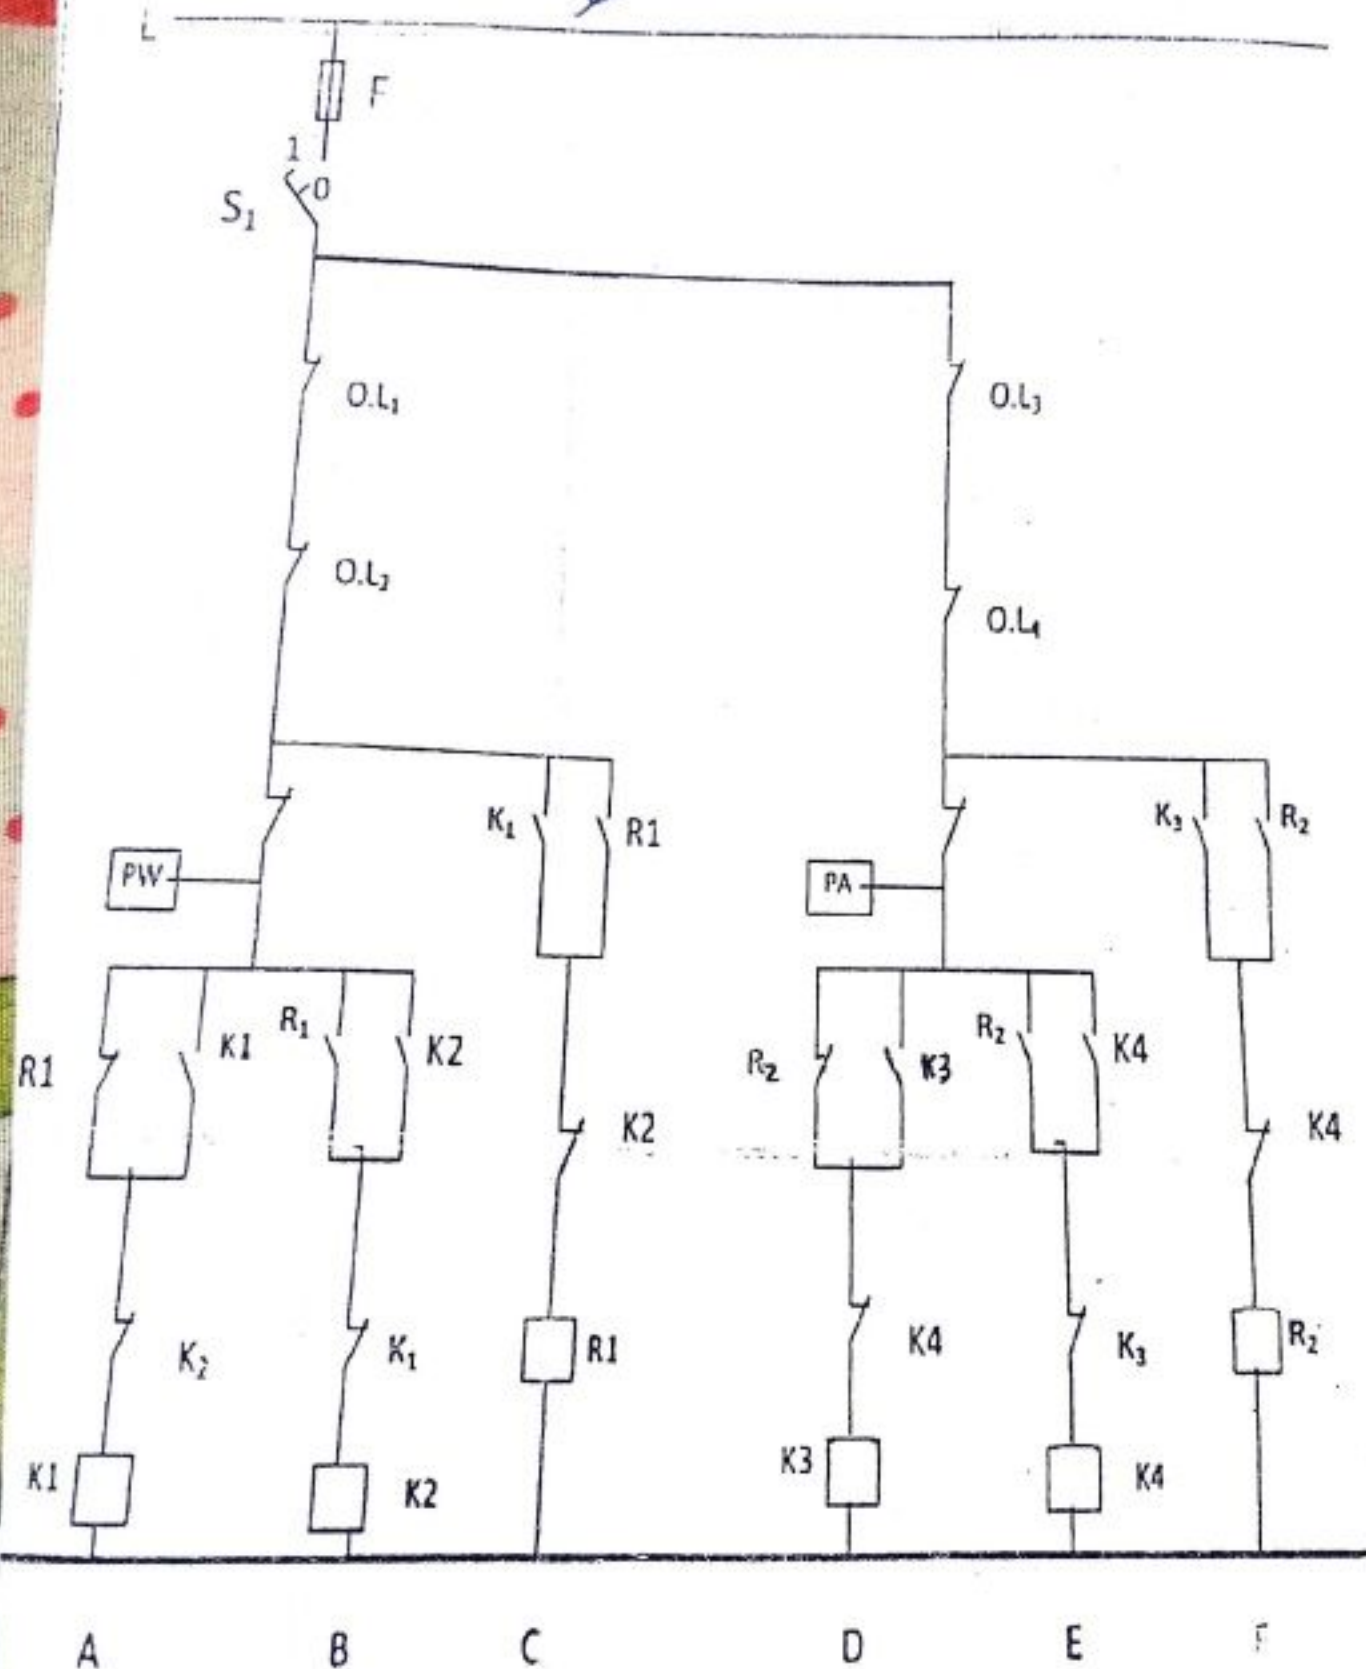 L
F
1
0
S₁
O.L₁
O.L₃
O.L₂
O.L₄
K₁
R1
K₃
R₂
PW
PA
R1
K1
R₁
K2
K2
R₂
K3
R₂
K4
K4
K₂
K₁
R1
K4
K₃
R₂
K1
K2
K3
K4
A
B
C
D
E
F